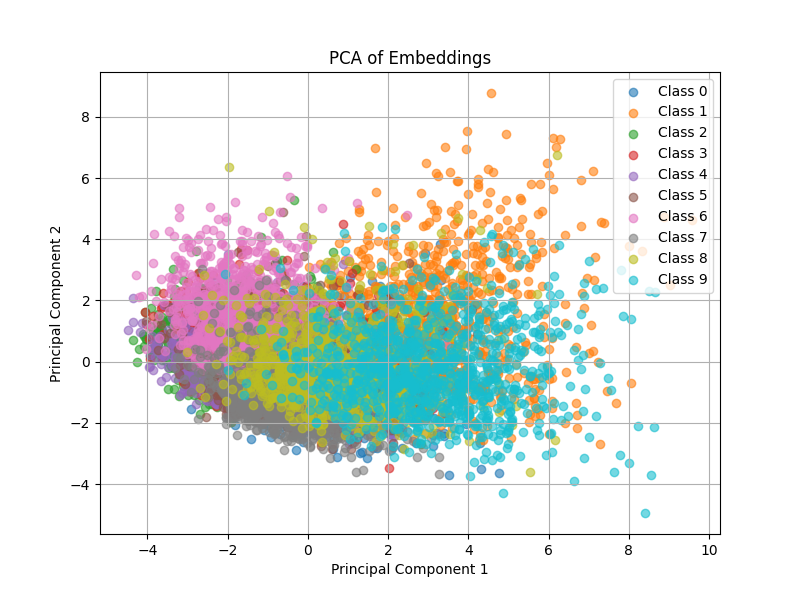 PCA of Embeddings
Class 0
Class 1
Class 2
Class 3
Class 4
Class 5
Class 6
Class 7
Class 8
Class 9
8
6
4
2
0
−2
−4
Principal Component 2
−4 −2 0 2 4 6 8 10
Principal Component 1